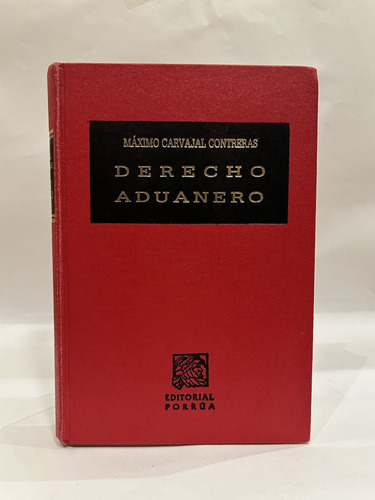 MÁXIMO CARVAJAL CONTRERAS
DERECHO
ADUANERO
EDITORIAL
PORRÚA